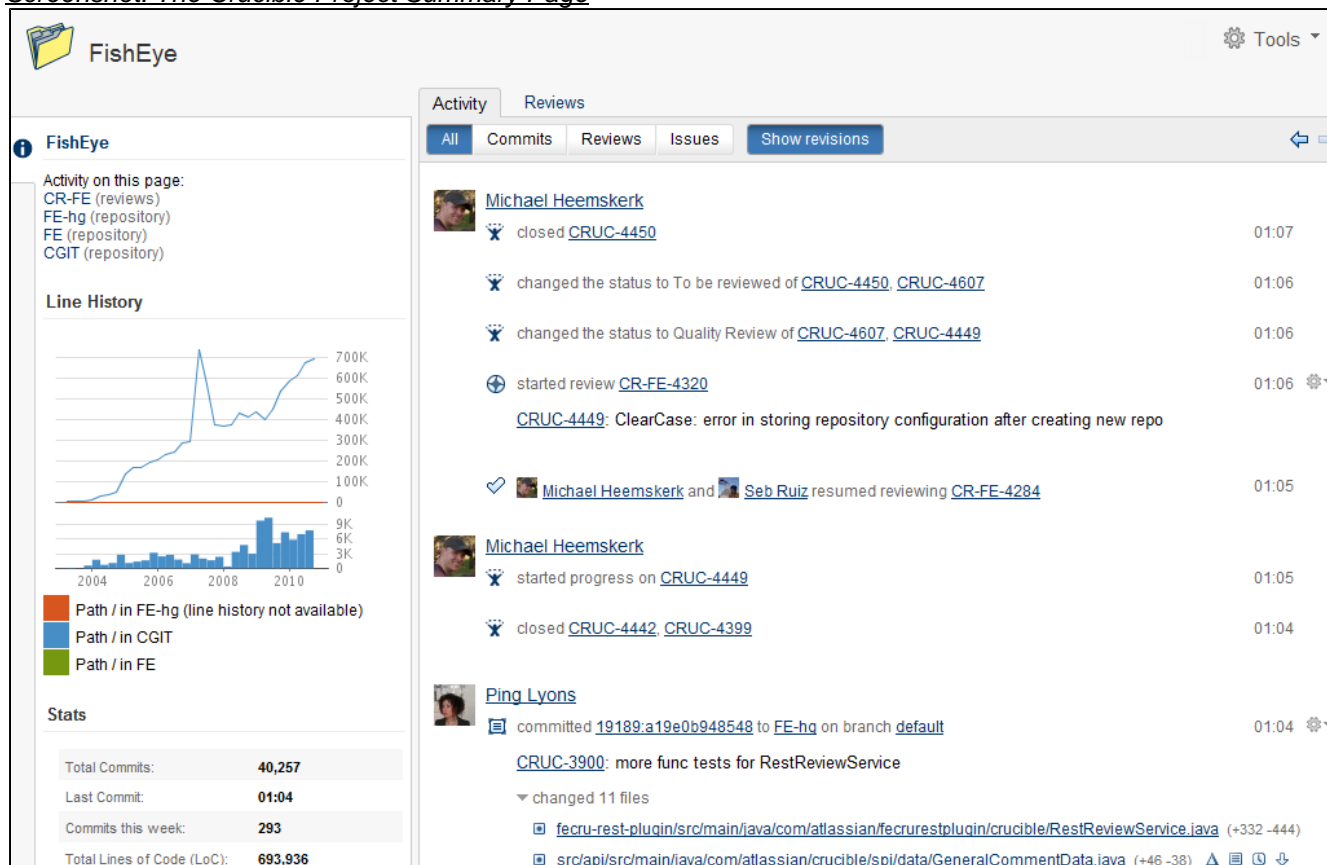 Screenshot: The Crucible Project Summary Page
FishEye
Tools
Activity
Reviews
FishEye
All
Commits
Reviews
Issues
Show revisions
Activity on this page:
CR-FE (reviews)
FE-hg (repository)
FE (repository)
CGIT (repository)
Line History
700K
600K
500K
400K
300K
200K
100K
0
9K
6K
3K
0
2004 2006 2008 2010
Path / in FE-hg (line history not available)
Path / in CGIT
Path / in FE
Stats
Total Commits: 40,257
Last Commit: 01:04
Commits this week: 293
Total Lines of Code (LoC): 693,936
Michael Heemskerk
closed CRUC-4450 01:07
changed the status to To be reviewed of CRUC-4450, CRUC-4607 01:06
changed the status to Quality Review of CRUC-4607, CRUC-4449 01:06
started review CR-FE-4320 01:06
CRUC-4449: ClearCase: error in storing repository configuration after creating new repo
Michael Heemskerk and Seb Ruiz resumed reviewing CR-FE-4284 01:05
Michael Heemskerk
started progress on CRUC-4449 01:05
closed CRUC-4442, CRUC-4399 01:04
Ping Lyons
committed 19189:a19e0b948548 to FE-hg on branch default 01:04
CRUC-3900: more func tests for RestReviewService
changed 11 files
fecru-rest-plugin/src/main/java/com/atlassian/fecrurestplugin/crucible/RestReviewService.java (+332 -444)
src/api/src/main/java/com/atlassian/crucible/spi/data/GeneralCommentData.java (+46 -38)